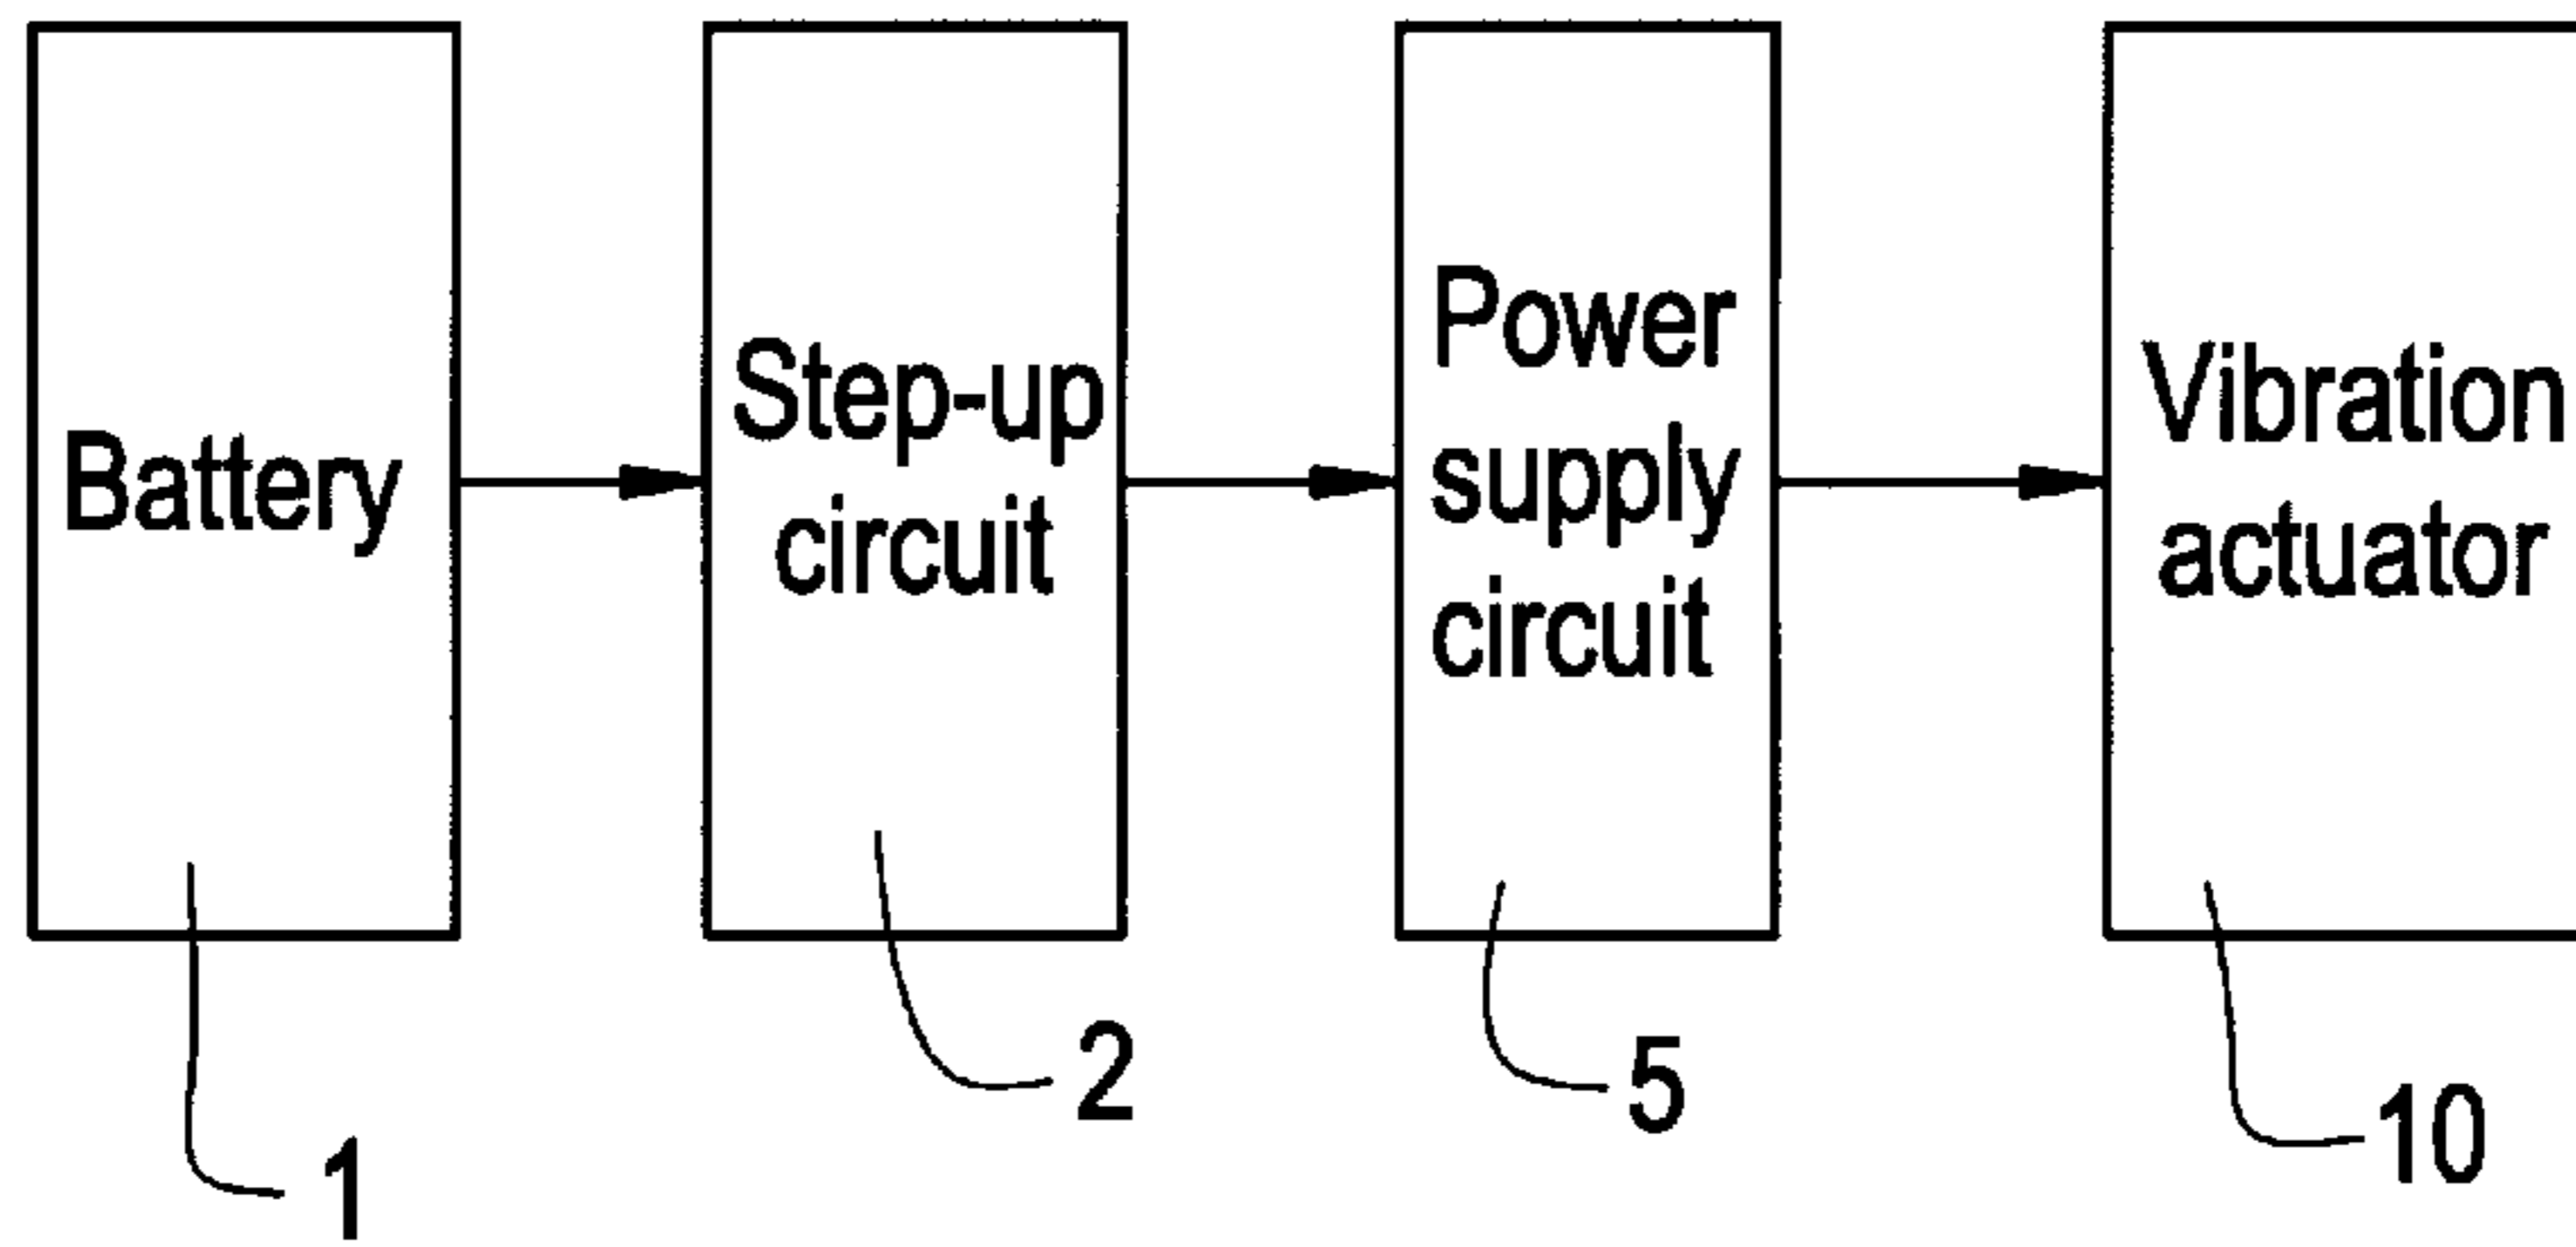 Battery
Step-up
circuit
Power
supply
circuit
Vibration
actuator
1
2
5
10